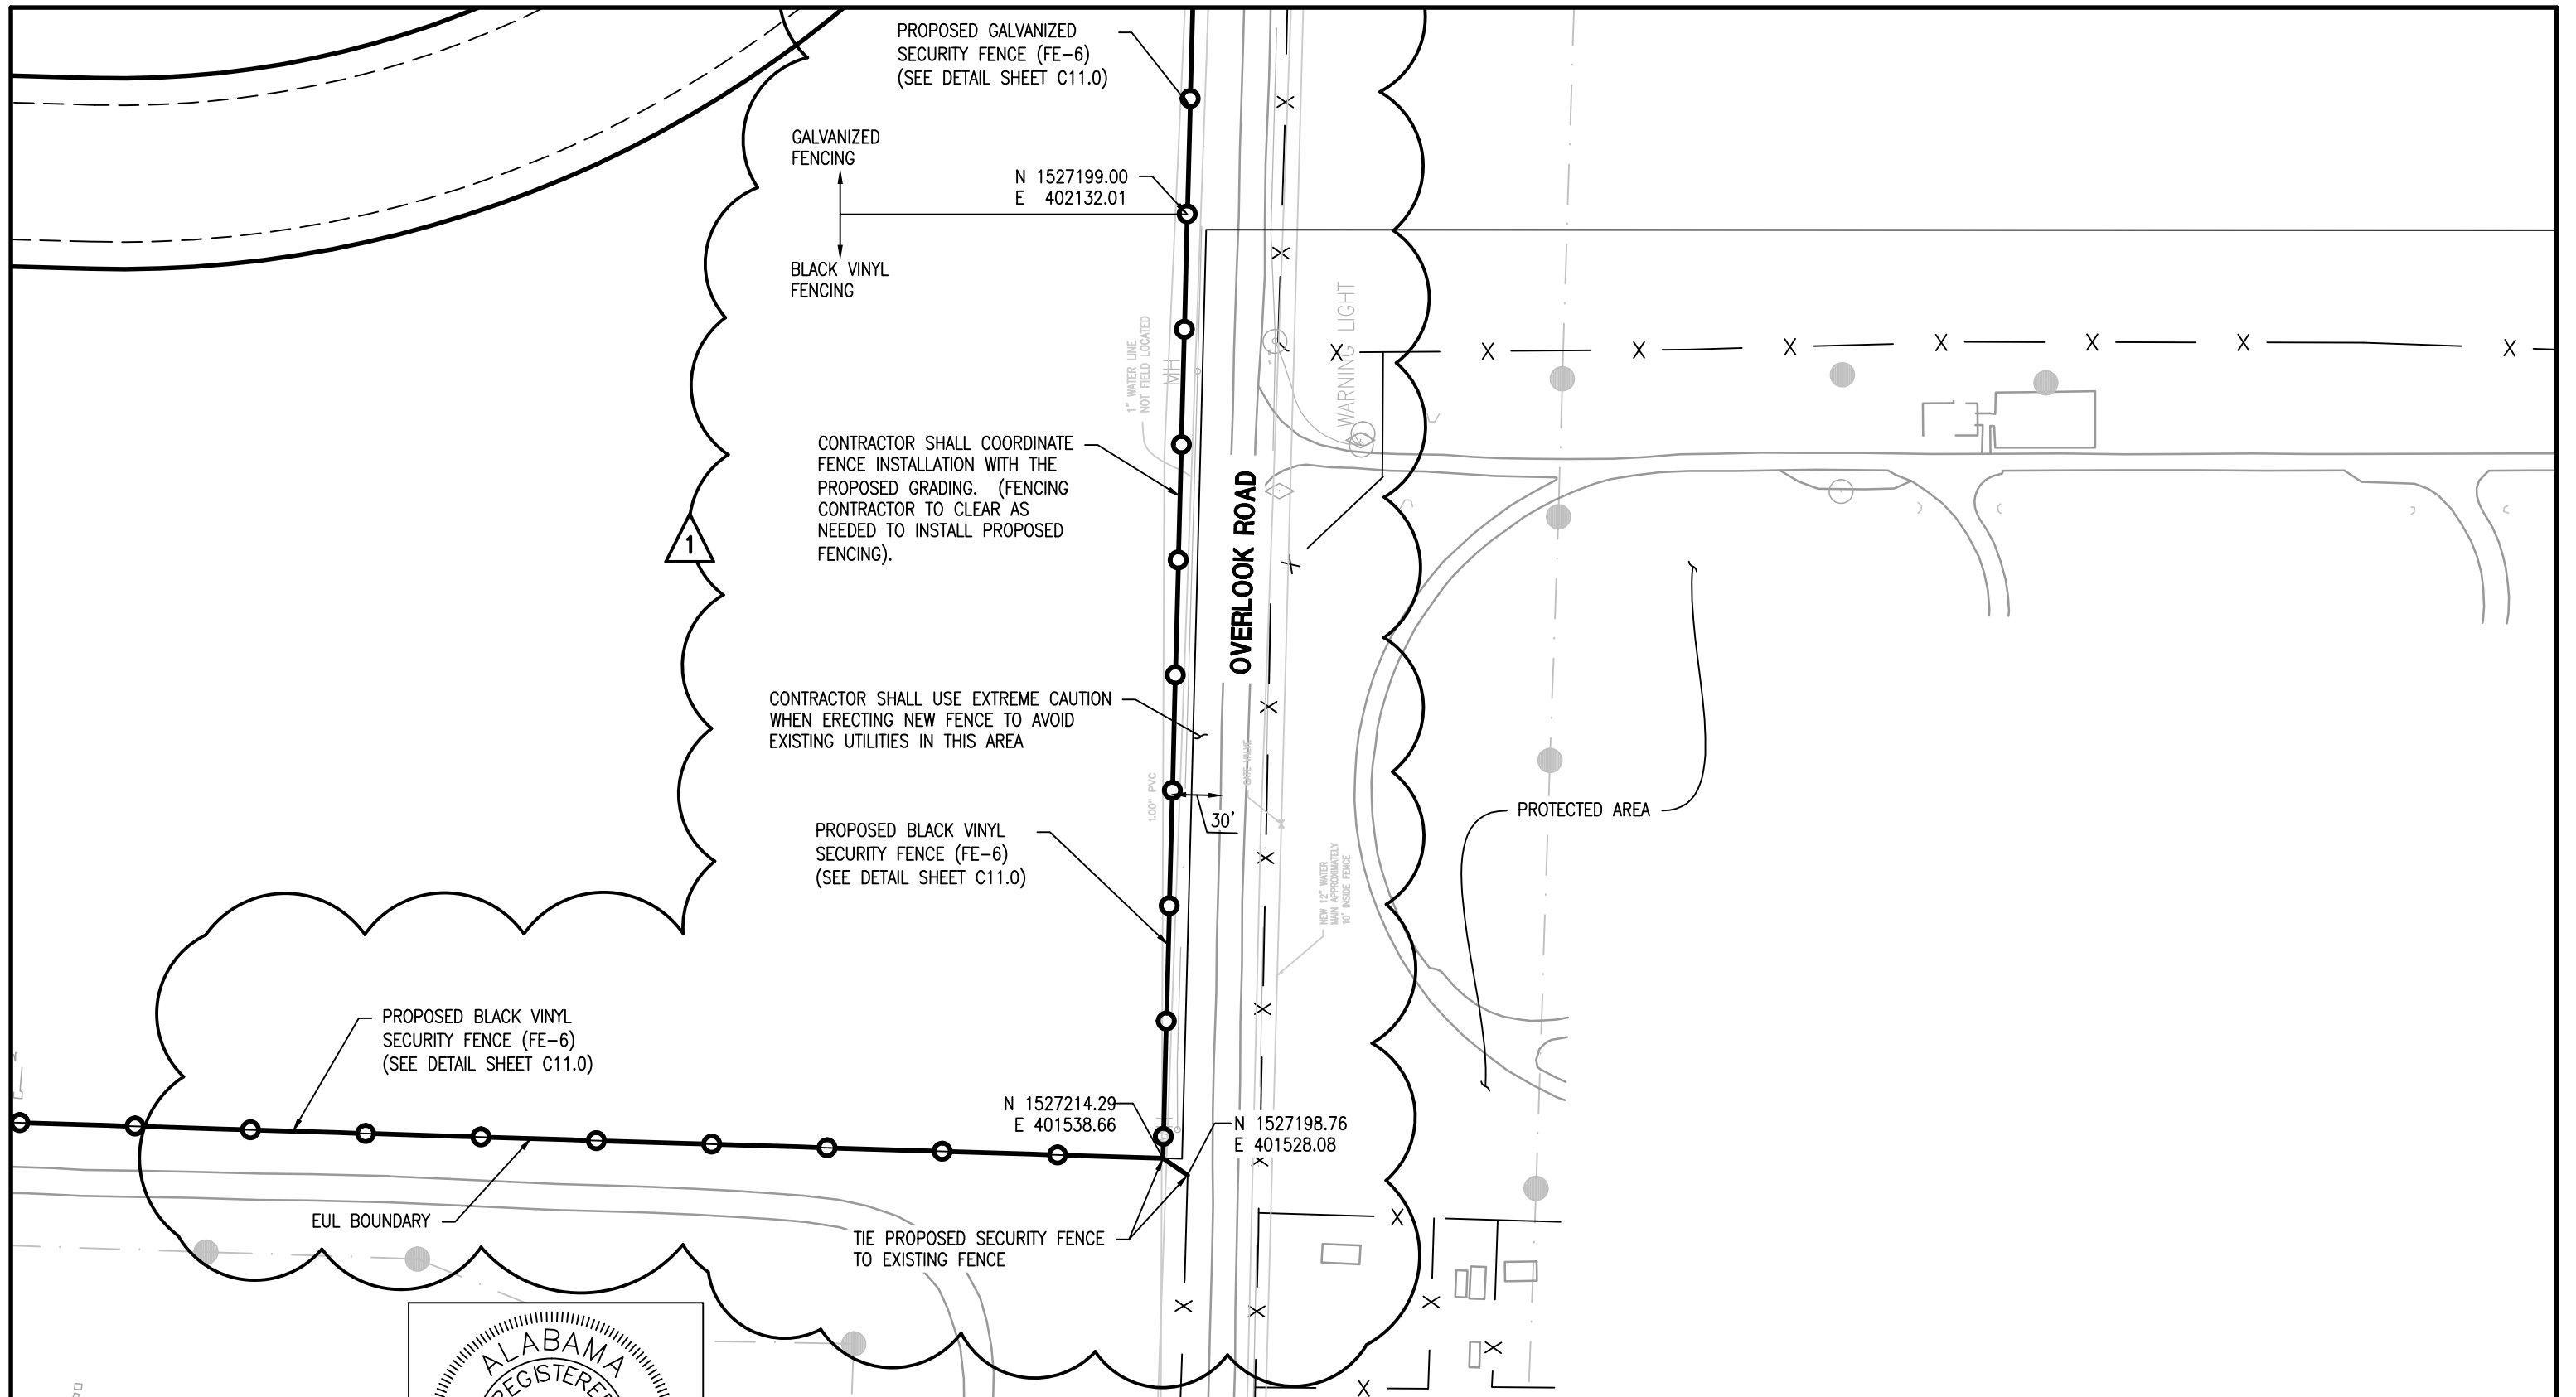 PROPOSED GALVANIZED
SECURITY FENCE (FE-6)
(SEE DETAIL SHEET C11.0)
GALVANIZED
FENCING
N 1527199.00
E 402132.01
BLACK VINYL
FENCING
WARNING LIGHT
1" WATER LINE
NOT FIELD LOCATED
MH
CONTRACTOR SHALL COORDINATE
FENCE INSTALLATION WITH THE
PROPOSED GRADING. (FENCING
CONTRACTOR TO CLEAR AS
NEEDED TO INSTALL PROPOSED
FENCING).
1
OVERLOOK ROAD
CONTRACTOR SHALL USE EXTREME CAUTION
WHEN ERECTING NEW FENCE TO AVOID
EXISTING UTILITIES IN THIS AREA
GATE VALVE
1.00" PVC
30'
PROTECTED AREA
PROPOSED BLACK VINYL
SECURITY FENCE (FE-6)
(SEE DETAIL SHEET C11.0)
NEW 12" WATER
MAIN APPROXIMATELY
10' INSIDE FENCE
PROPOSED BLACK VINYL
SECURITY FENCE (FE-6)
(SEE DETAIL SHEET C11.0)
N 1527214.29
E 401538.66
N 1527198.76
E 401528.08
EUL BOUNDARY
TIE PROPOSED SECURITY FENCE
TO EXISTING FENCE
ALABAMA
REGISTERED